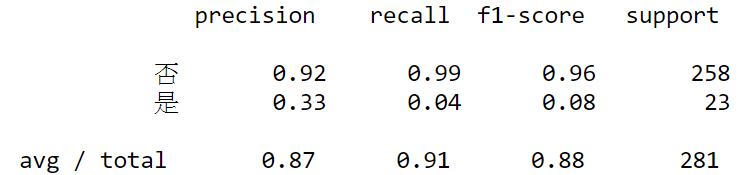 precision recall f1-score support
否 0.92 0.99 0.96 258
是 0.33 0.04 0.08 23
avg / total 0.87 0.91 0.88 281